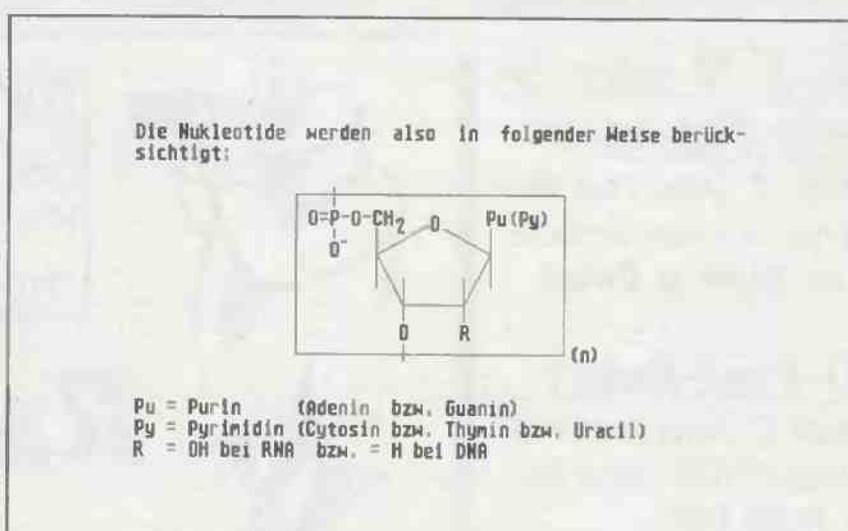 Die Nukleotide werden also in folgender Weise berück-
sichtigt:
O=P-O-CH2 O Pu(Py)
O-
O R
(n)
Pu = Purin (Adenin bzw. Guanin)
Py = Pyrimidin (Cytosin bzw. Thymin bzw. Uracil)
R = OH bei RNA bzw. = H bei DNA